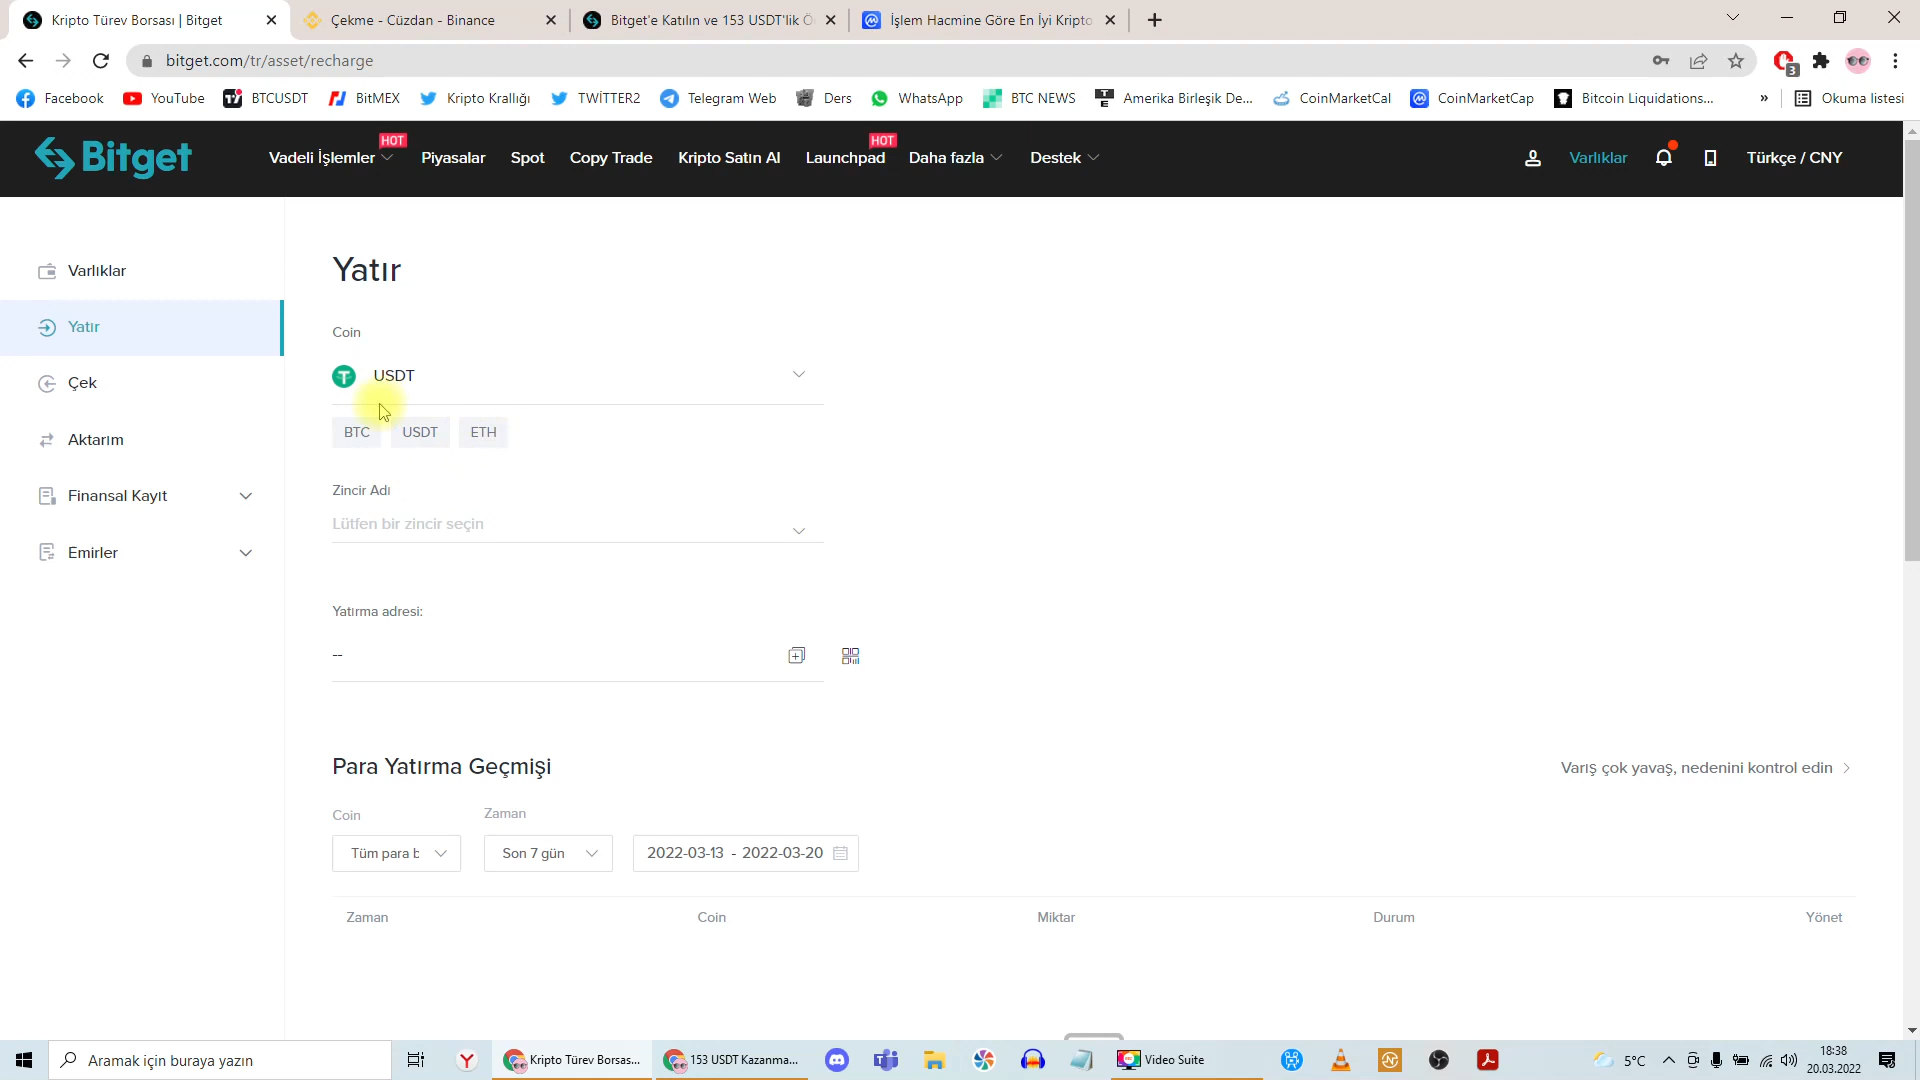 Kripto Türev Borsası | Bitget
Çekme - Cüzdan - Binance
Bitget'e Katılın ve 153 USDT'lik Ö
İşlem Hacmine Göre En İyi Kripto
bitget.com/tr/asset/recharge
3
Facebook
YouTube
BTCUSDT
BitMEX
Kripto Krallığı
TWİTTER2
Telegram Web
Ders
WhatsApp
BTC NEWS
Amerika Birleşik De...
CoinMarketCal
CoinMarketCap
Bitcoin Liquidations...
»
Okuma listesi
Bitget
Vadeli İşlemler
HOT
Piyasalar
Spot
Copy Trade
Kripto Satın Al
Launchpad
HOT
Daha fazla
Destek
Varlıklar
Türkçe / CNY
Varlıklar
Yatır
Çek
Aktarım
Finansal Kayıt
Emirler
Yatır
Coin
USDT
BTC
USDT
ETH
Zincir Adı
Lütfen bir zincir seçin
Yatırma adresi:
--
Para Yatırma Geçmişi
Varış çok yavaş, nedenini kontrol edin
Coin
Zaman
Tüm para b
Son 7 gün
2022-03-13 - 2022-03-20
Zaman
Coin
Miktar
Durum
Yönet
Aramak için buraya yazın
Kripto Türev Borsas...
153 USDT Kazanma...
Video Suite
5°C
18:38
20.03.2022